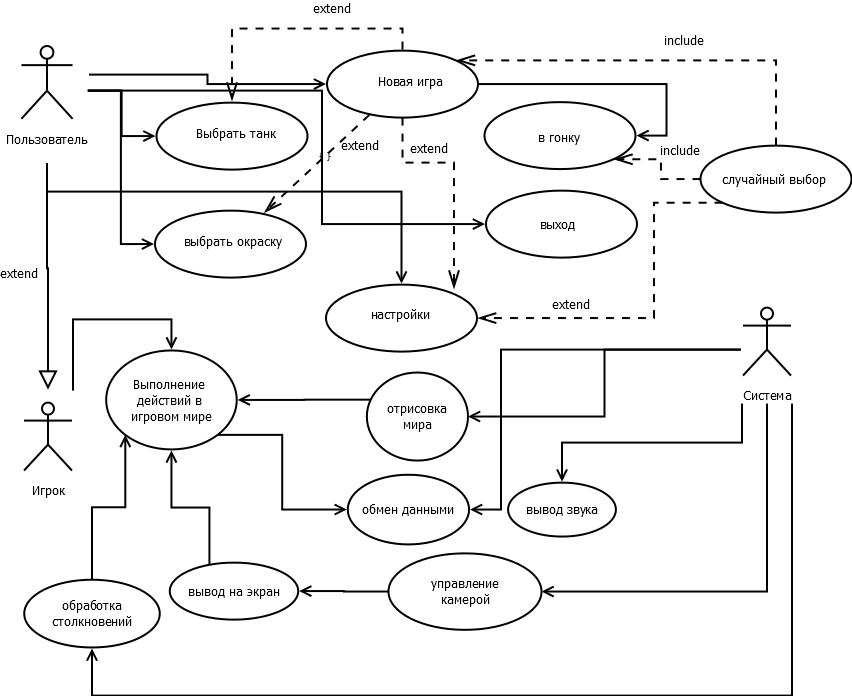 extend
include
Новая игра
Пользователь
Выбрать танк
в гонку
extend
extend
include
случайный выбор
выбрать окраску
выход
extend
extend
настройки
Система
Выполнение
действий в
игровом мире
отрисовка
мира
Игрок
обмен данными
вывод звука
обработка
столкновений
вывод на экран
управление
камерой